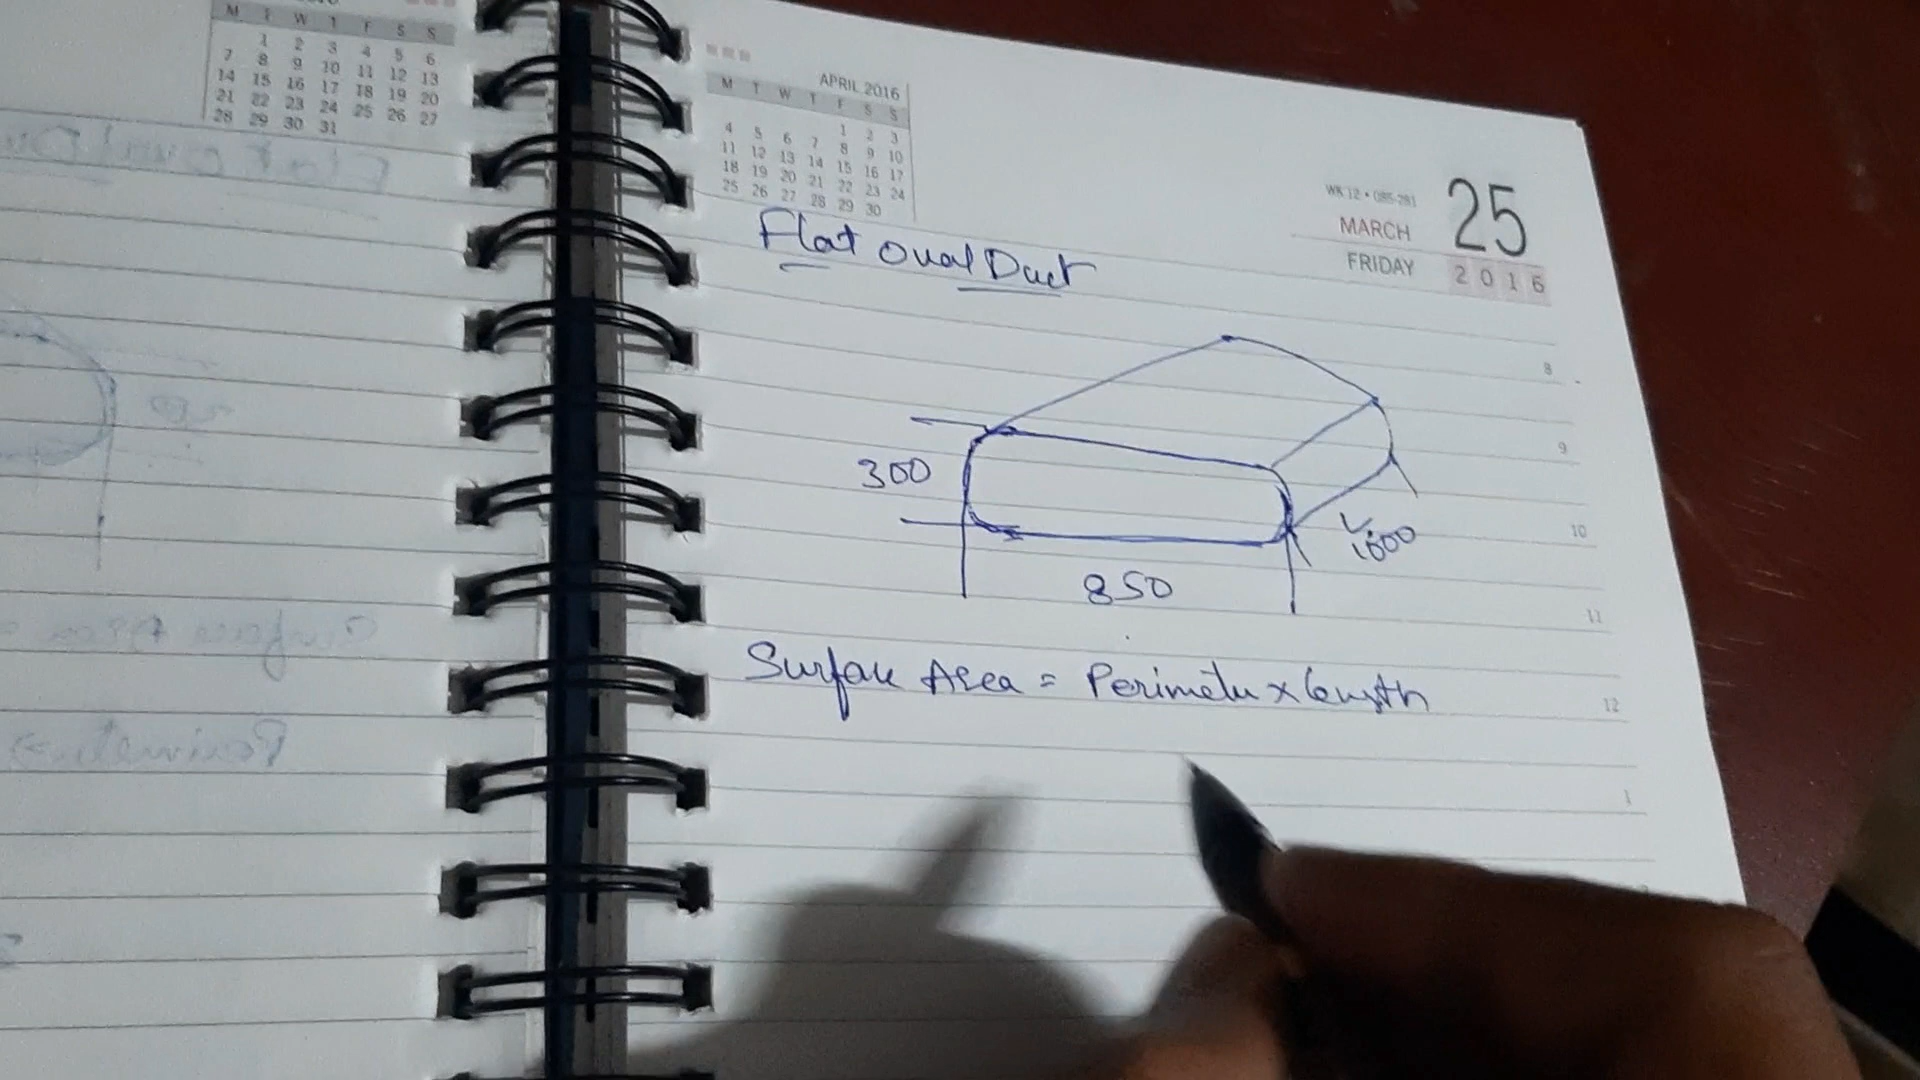 M T W T F S S
1 2 3 4 5 6
7 8 9 10 11 12 13
14 15 16 17 18 19 20
21 22 23 24 25 26 27
28 29 30 31
APRIL 2016
M T W T F S S
1 2 3
4 5 6 7 8 9 10
11 12 13 14 15 16 17
18 19 20 21 22 23 24
25 26 27 28 29 30
WK 12 • 085-281
MARCH 25
FRIDAY 2016
Flat oval Duct
8
9
300
10
L
1000
850
11
Surface Area = Perimeter x length
12
1